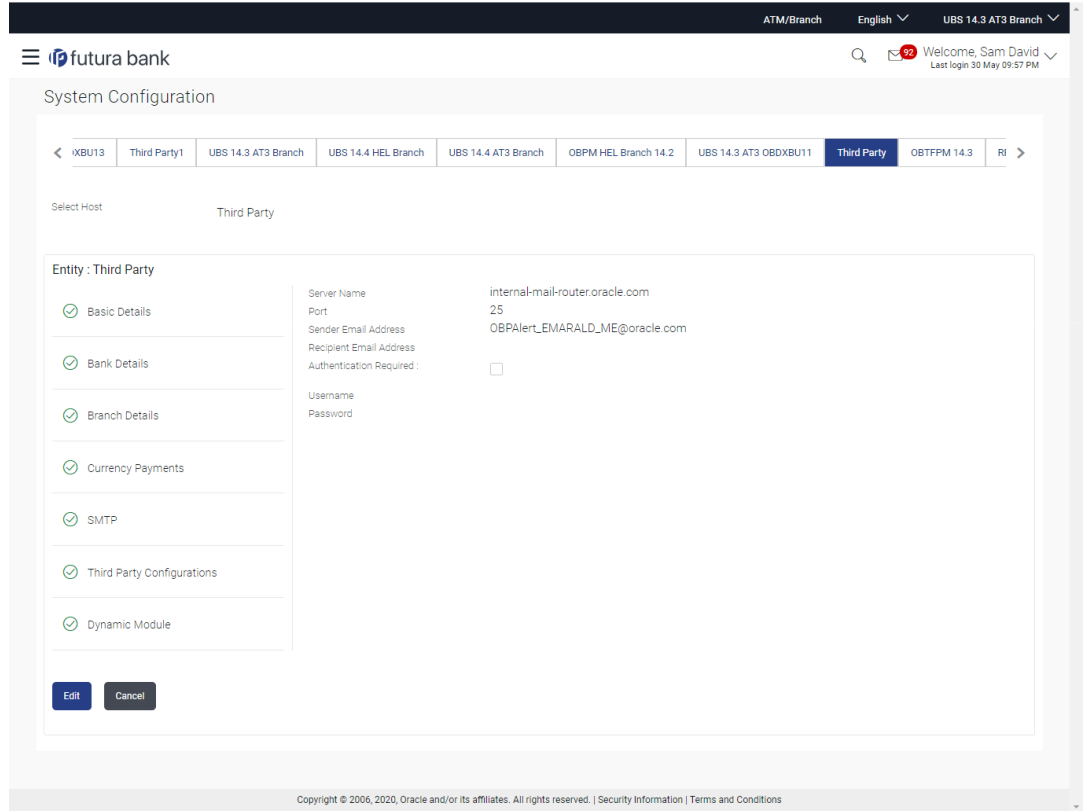 ATM/Branch English UBS 14.3 AT3 Branch
futura bank 92 Welcome, Sam David
Last login 30 May 09:57 PM
System Configuration
XBU13 Third Party1 UBS 14.3 AT3 Branch UBS 14.4 HEL Branch UBS 14.4 AT3 Branch OBPM HEL Branch 14.2 UBS 14.3 AT3 OBDXBU11 Third Party OBTFPM 14.3
Select Host Third Party
Entity : Third Party
Server Name internal-mail-router.oracle.com
Port 25
Sender Email Address OBPAlert_EMARALD_ME@oracle.com
Recipient Email Address
Authentication Required :
Username
Password
Basic Details
Bank Details
Branch Details
Currency Payments
SMTP
Third Party Configurations
Dynamic Module
Edit Cancel
Copyright © 2006, 2020, Oracle and/or its affiliates. All rights reserved. | Security Information | Terms and Conditions